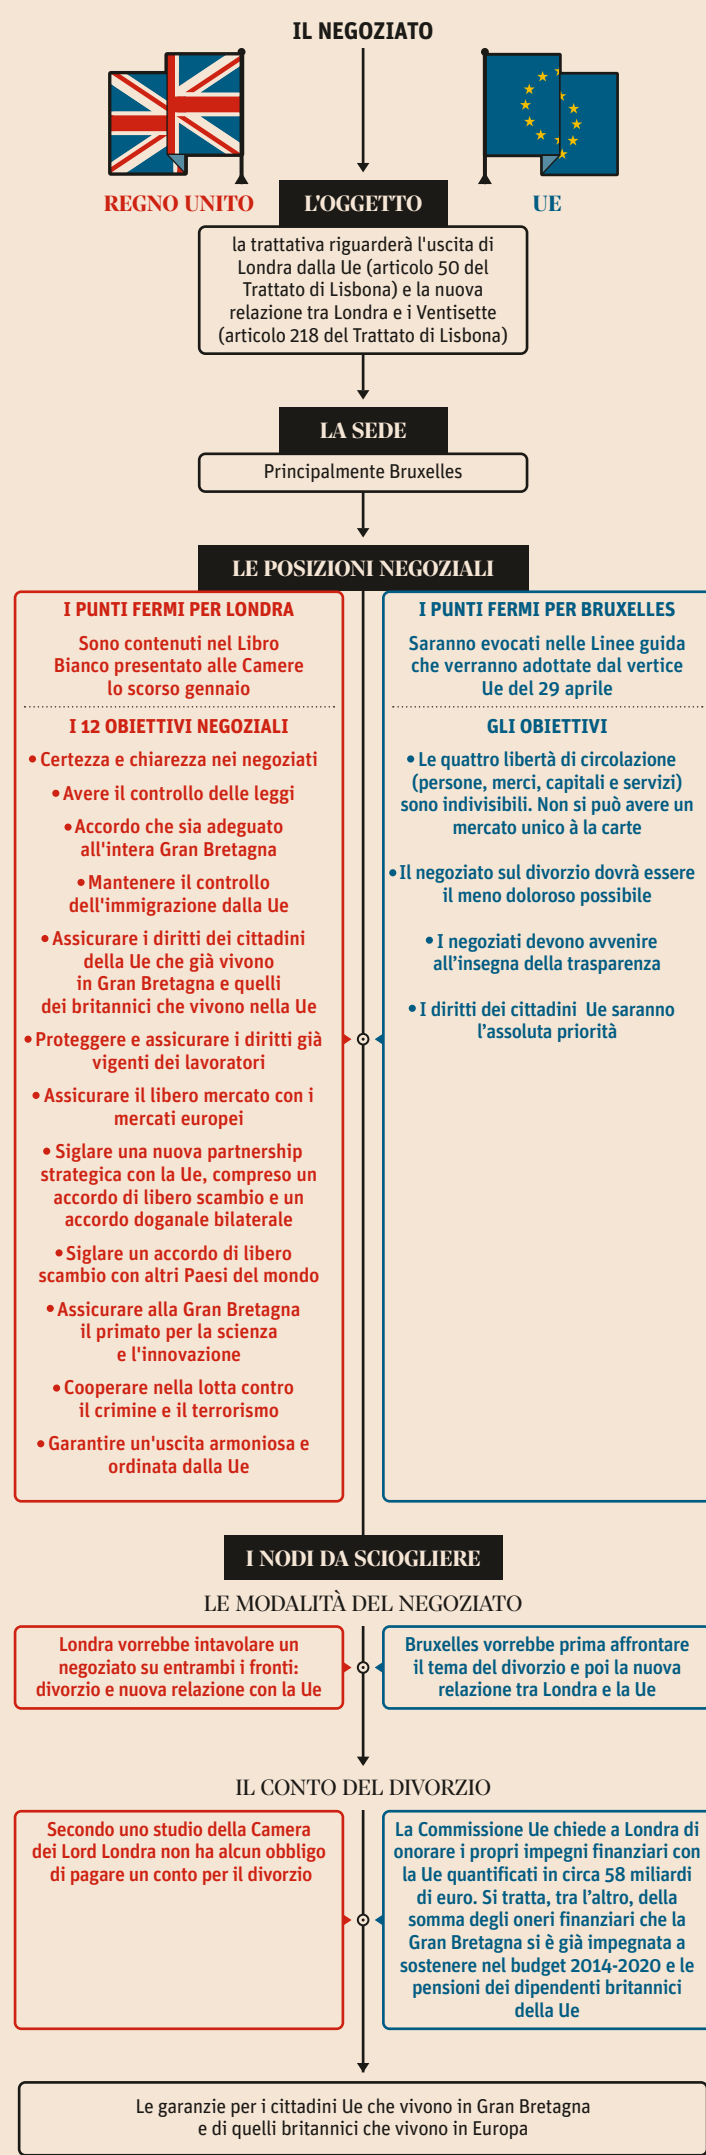 IL NEGOZIATO
REGNO UNITO
UE
L'OGGETTO
la trattativa riguarderà l'uscita di
Londra dalla Ue (articolo 50 del
Trattato di Lisbona) e la nuova
relazione tra Londra e i Ventisette
(articolo 218 del Trattato di Lisbona)
LA SEDE
Principalmente Bruxelles
LE POSIZIONI NEGOZIALI
I PUNTI FERMI PER LONDRA
Sono contenuti nel Libro
Bianco presentato alle Camere
lo scorso gennaio
I 12 OBIETTIVI NEGOZIALI
• Certezza e chiarezza nei negoziati
• Avere il controllo delle leggi
• Accordo che sia adeguato
all'intera Gran Bretagna
• Mantenere il controllo
dell'immigrazione dalla Ue
• Assicurare i diritti dei cittadini
della Ue che già vivono
in Gran Bretagna e quelli
dei britannici che vivono nella Ue
• Proteggere e assicurare i diritti già
vigenti dei lavoratori
• Assicurare il libero mercato con i
mercati europei
• Siglare una nuova partnership
strategica con la Ue, compreso un
accordo di libero scambio e un
accordo doganale bilaterale
• Siglare un accordo di libero
scambio con altri Paesi del mondo
• Assicurare alla Gran Bretagna
il primato per la scienza
e l'innovazione
• Cooperare nella lotta contro
il crimine e il terrorismo
• Garantire un'uscita armoniosa e
ordinata dalla Ue
I PUNTI FERMI PER BRUXELLES
Saranno evocati nelle Linee guida
che verranno adottate dal vertice
Ue del 29 aprile
GLI OBIETTIVI
• Le quattro libertà di circolazione
(persone, merci, capitali e servizi)
sono indivisibili. Non si può avere un
mercato unico à la carte
• Il negoziato sul divorzio dovrà essere
il meno doloroso possibile
• I negoziati devono avvenire
all’insegna della trasparenza
• I diritti dei cittadini Ue saranno
l’assoluta priorità
I NODI DA SCIOGLIERE
LE MODALITÀ DEL NEGOZIATO
Londra vorrebbe intavolare un
negoziato su entrambi i fronti:
divorzio e nuova relazione con la Ue
Bruxelles vorrebbe prima affrontare
il tema del divorzio e poi la nuova
relazione tra Londra e la Ue
IL CONTO DEL DIVORZIO
Secondo uno studio della Camera
dei Lord Londra non ha alcun obbligo
di pagare un conto per il divorzio
La Commissione Ue chiede a Londra di
onorare i propri impegni finanziari con
la Ue quantificati in circa 58 miliardi
di euro. Si tratta, tra l’altro, della
somma degli oneri finanziari che la
Gran Bretagna si è già impegnata a
sostenere nel budget 2014-2020 e le
pensioni dei dipendenti britannici
della Ue
Le garanzie per i cittadini Ue che vivono in Gran Bretagna
e di quelli britannici che vivono in Europa